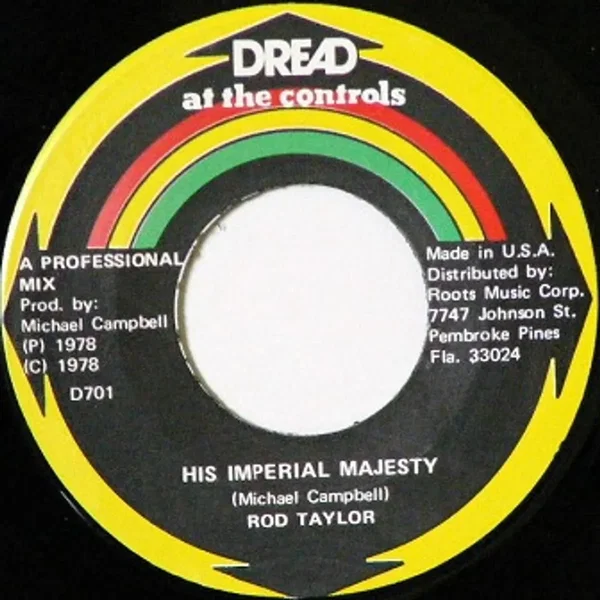 DREAD
at the controls
A PROFESSIONAL
MIX
Prod. by:
Michael Campbell
(P) 1978
(C) 1978
D701
Made in U.S.A.
Distributed by:
Roots Music Corp.
7747 Johnson St.
Pembroke Pines
Fla. 33024
HIS IMPERIAL MAJESTY
(Michael Campbell)
ROD TAYLOR